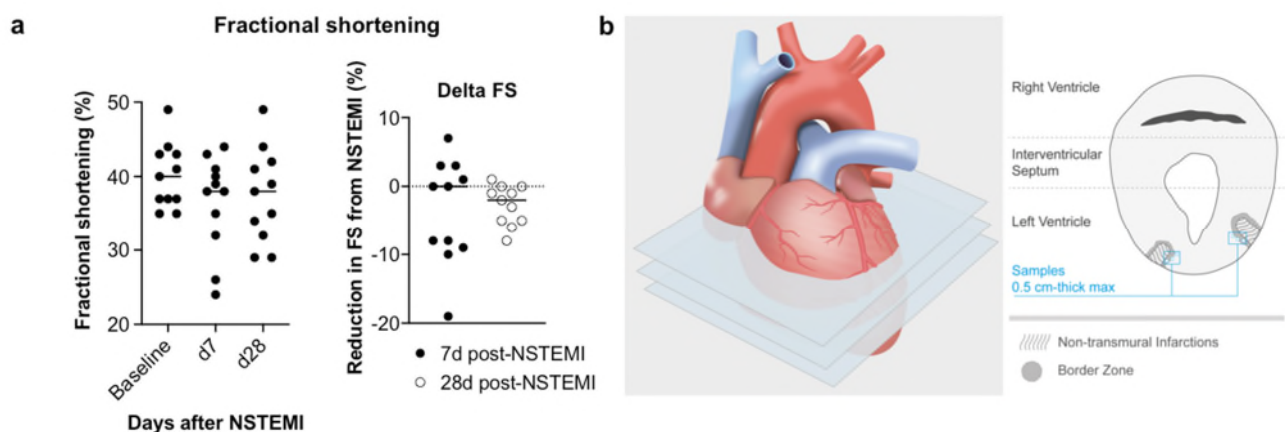 a
Fractional shortening
Fractional shortening (%)
50
40
30
20
Baseline
d7
d28
Days after NSTEMI
Delta FS
Reduction in FS from NSTEMI (%)
10
0
-10
-20
7d post-NSTEMI
28d post-NSTEMI
b
Right Ventricle
Interventricular
Septum
Left Ventricle
Samples
0.5 cm-thick max
Non-transmural Infarctions
Border Zone